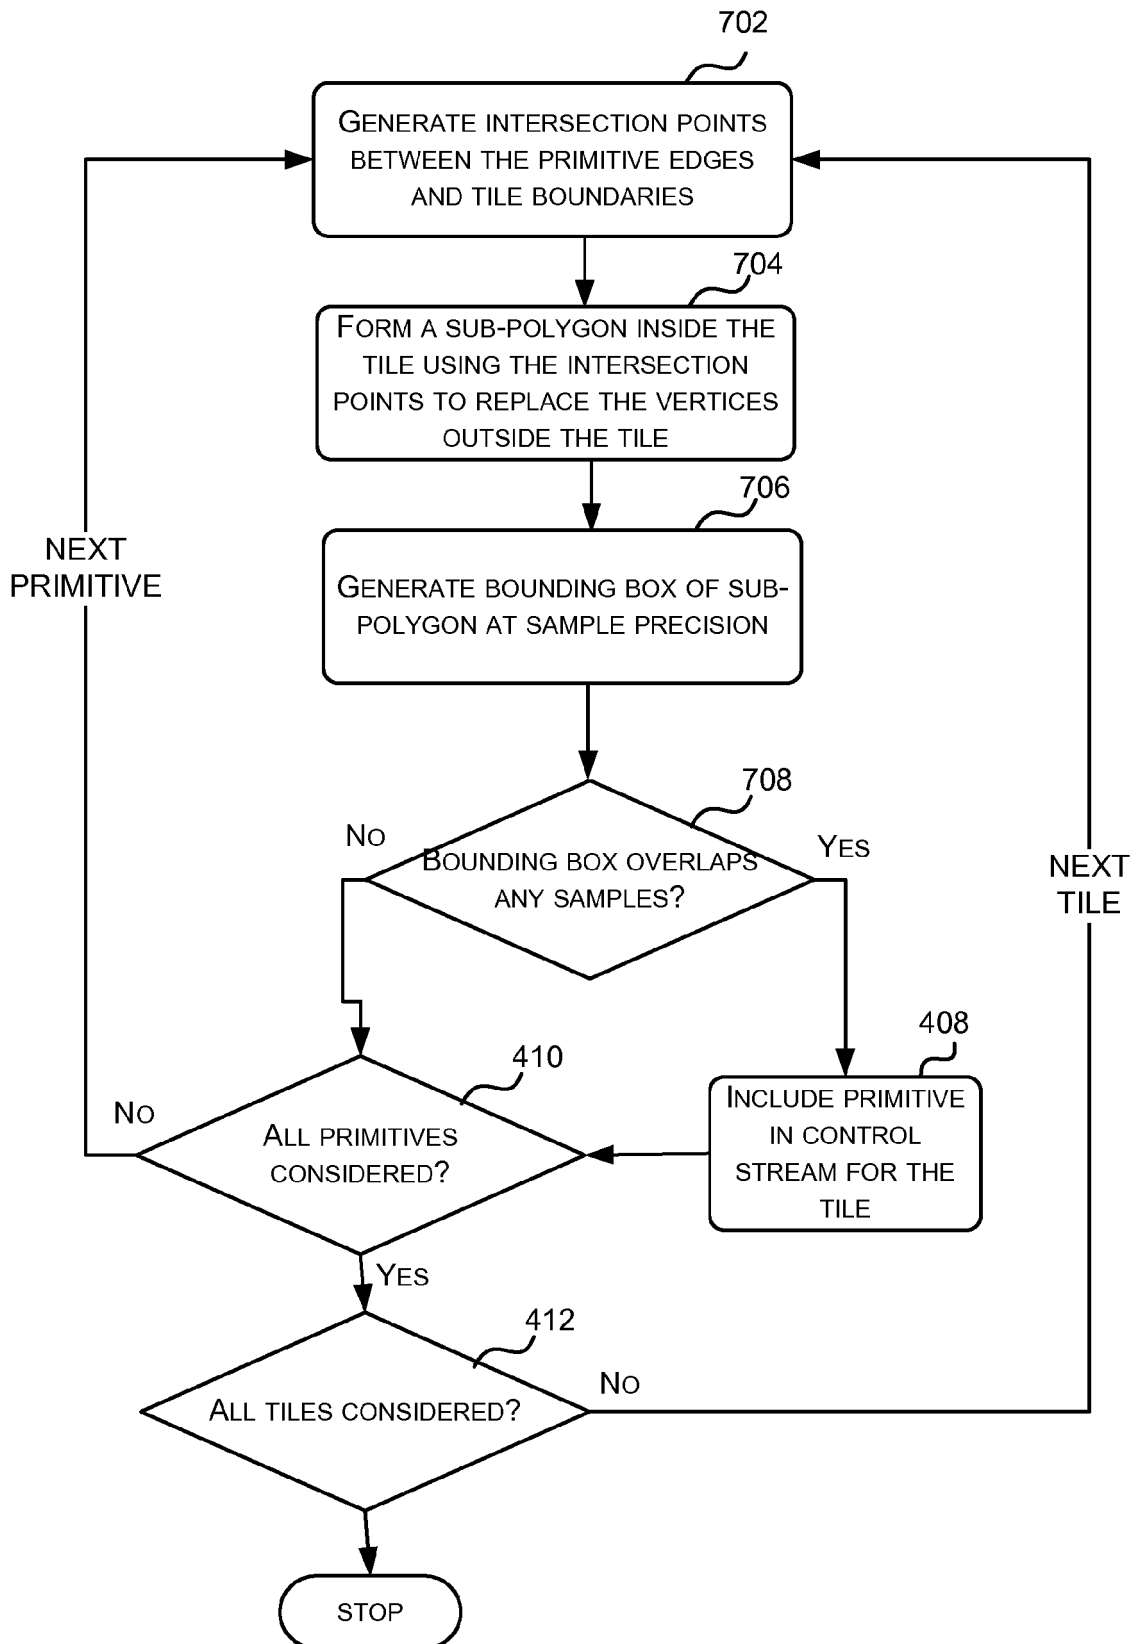 702
GENERATE INTERSECTION POINTS
BETWEEN THE PRIMITIVE EDGES
AND TILE BOUNDARIES
704
FORM A SUB-POLYGON INSIDE THE
TILE USING THE INTERSECTION
POINTS TO REPLACE THE VERTICES
OUTSIDE THE TILE
706
NEXT
PRIMITIVE
GENERATE BOUNDING BOX OF SUB-
POLYGON AT SAMPLE PRECISION
708
NO
YES
BOUNDING BOX OVERLAPS
ANY SAMPLES?
NEXT
TILE
408
410
NO
INCLUDE PRIMITIVE
IN CONTROL
STREAM FOR THE
TILE
ALL PRIMITIVES
CONSIDERED?
YES
412
NO
ALL TILES CONSIDERED?
STOP